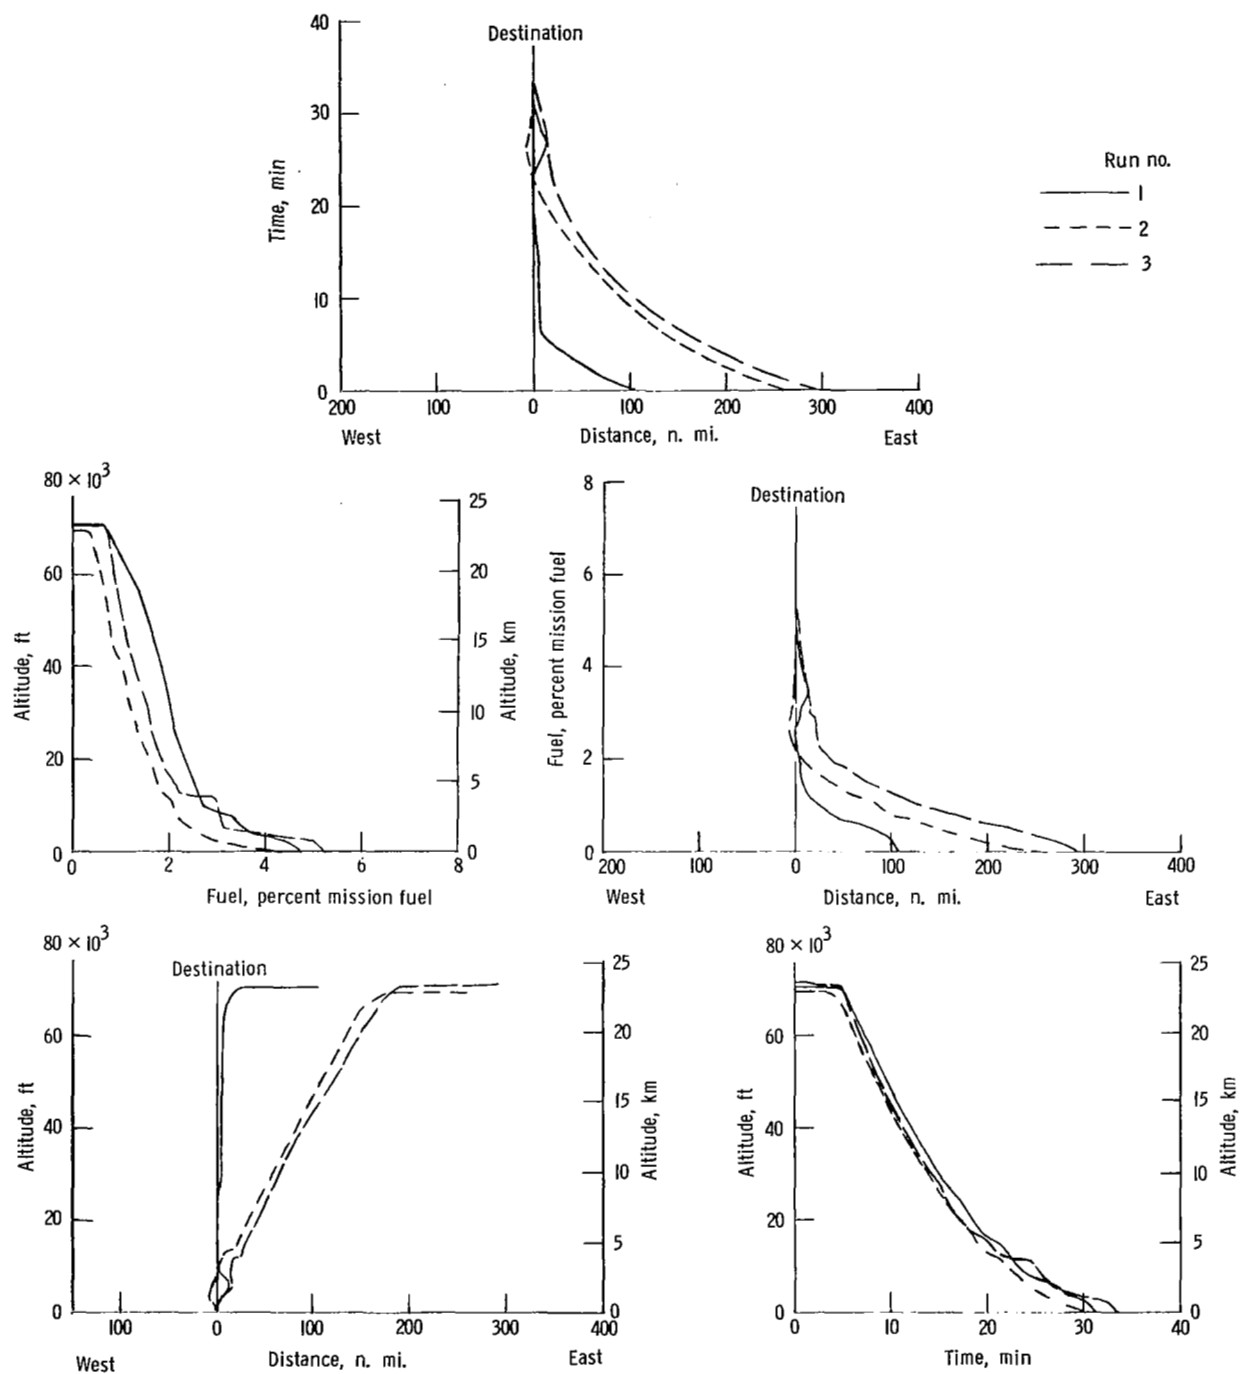 40
Destination
30
20
10
0
Time, min
200 100 0 100 200 300 400
West Distance, n. mi. East
Run no.
1
2
3
80 × 10³
60
40
20
0
Altitude, ft
25
20
15
10
5
0
Altitude, km
0 2 4 6 8
Fuel, percent mission fuel
8
Destination
6
4
2
0
Fuel, percent mission fuel
200 100 0 100 200 300 400
West Distance, n. mi. East
80 × 10³
Destination
60
40
20
0
Altitude, ft
25
20
15
10
5
0
Altitude, km
100 0 100 200 300 400
West Distance, n. mi. East
80 × 10³
60
40
20
0
Altitude, ft
25
20
15
10
5
0
Altitude, km
0 10 20 30 40
Time, min